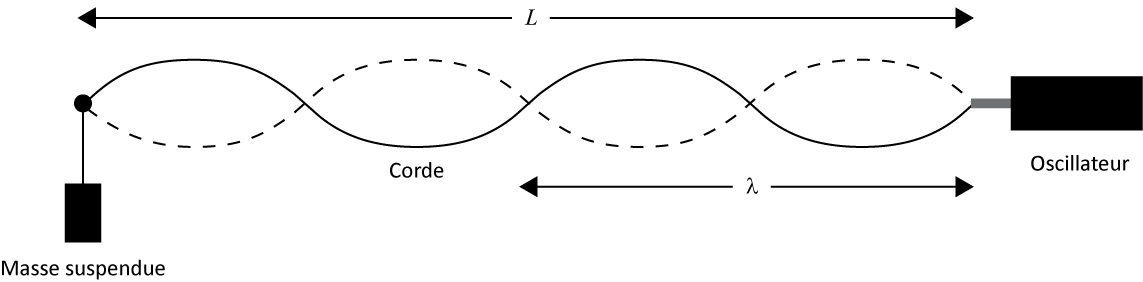 L
Corde
λ
Oscillateur
Masse suspendue